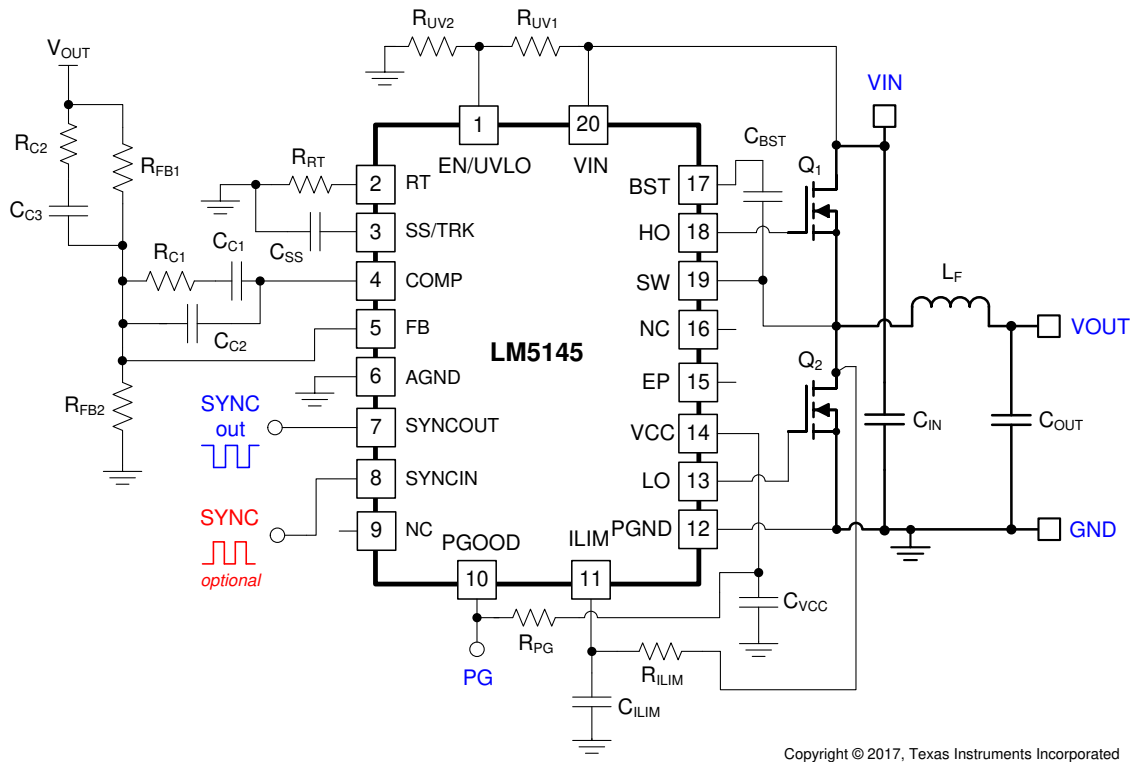 RUV2
RUV1
VOUT
VIN
RC2
RFB1
CC3
RRT
CSS
RC1
CC1
CC2
RFB2
1
EN/UVLO
20
VIN
2
RT
3
SS/TRK
4
COMP
5
FB
6
AGND
7
SYNCOUT
8
SYNCIN
9
NC
LM5145
BST
17
HO
18
SW
19
NC
16
EP
15
VCC
14
LO
13
PGND
12
PGOOD
10
ILIM
11
SYNC
out
SYNC
optional
CBST
Q1
Q2
LF
VOUT
CIN
COUT
GND
CVCC
RPG
PG
RILIM
CILIM
Copyright © 2017, Texas Instruments Incorporated